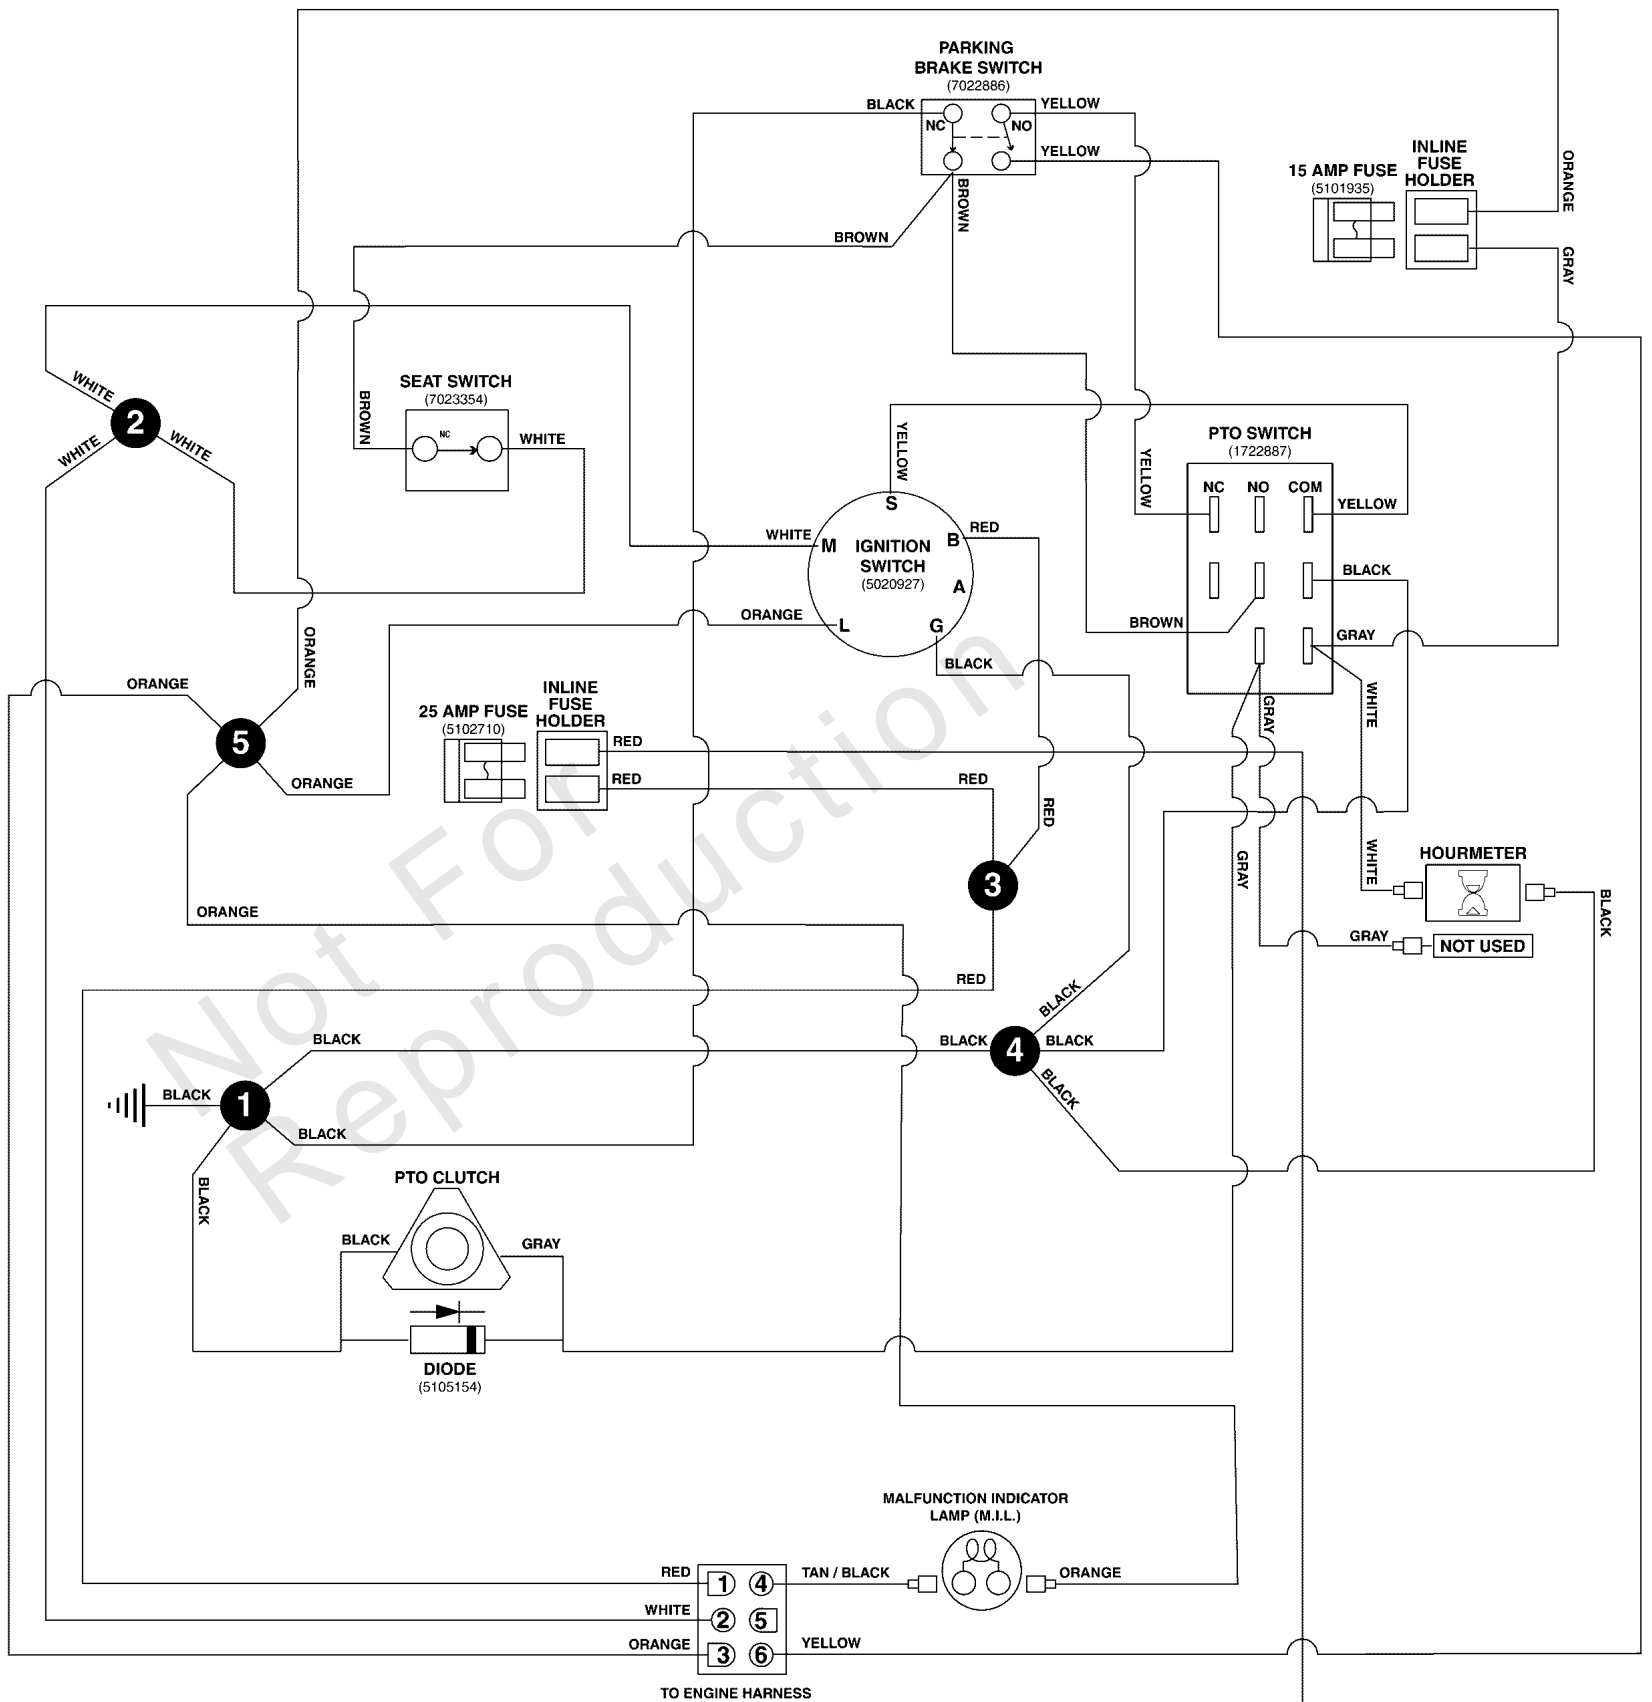 PARKING
BRAKE SWITCH
(7022886)
BLACK
YELLOW
NC
NO
YELLOW
BROWN
BROWN
15 AMP FUSE
(5101935)
INLINE
FUSE
HOLDER
ORANGE
GRAY
WHITE
2
WHITE
WHITE
BROWN
SEAT SWITCH
(7023354)
NC
WHITE
YELLOW
YELLOW
PTO SWITCH
(1722887)
NC
NO
COM
YELLOW
BLACK
BROWN
GRAY
WHITE
GRAY
S
RED
B
WHITE
M
IGNITION
SWITCH
(5020927)
A
ORANGE
L
G
BLACK
ORANGE
ORANGE
5
ORANGE
ORANGE
25 AMP FUSE
(5102710)
INLINE
FUSE
HOLDER
RED
RED
RED
RED
3
RED
GRAY
WHITE
HOURMETER
BLACK
GRAY
NOT USED
BLACK
BLACK
4
BLACK
BLACK
BLACK
BLACK
1
BLACK
BLACK
PTO CLUTCH
BLACK
GRAY
DIODE
(5105154)
MALFUNCTION INDICATOR
LAMP (M.I.L.)
RED
1
4
TAN / BLACK
ORANGE
WHITE
2
5
ORANGE
3
6
YELLOW
TO ENGINE HARNESS
Not For
Reproduction